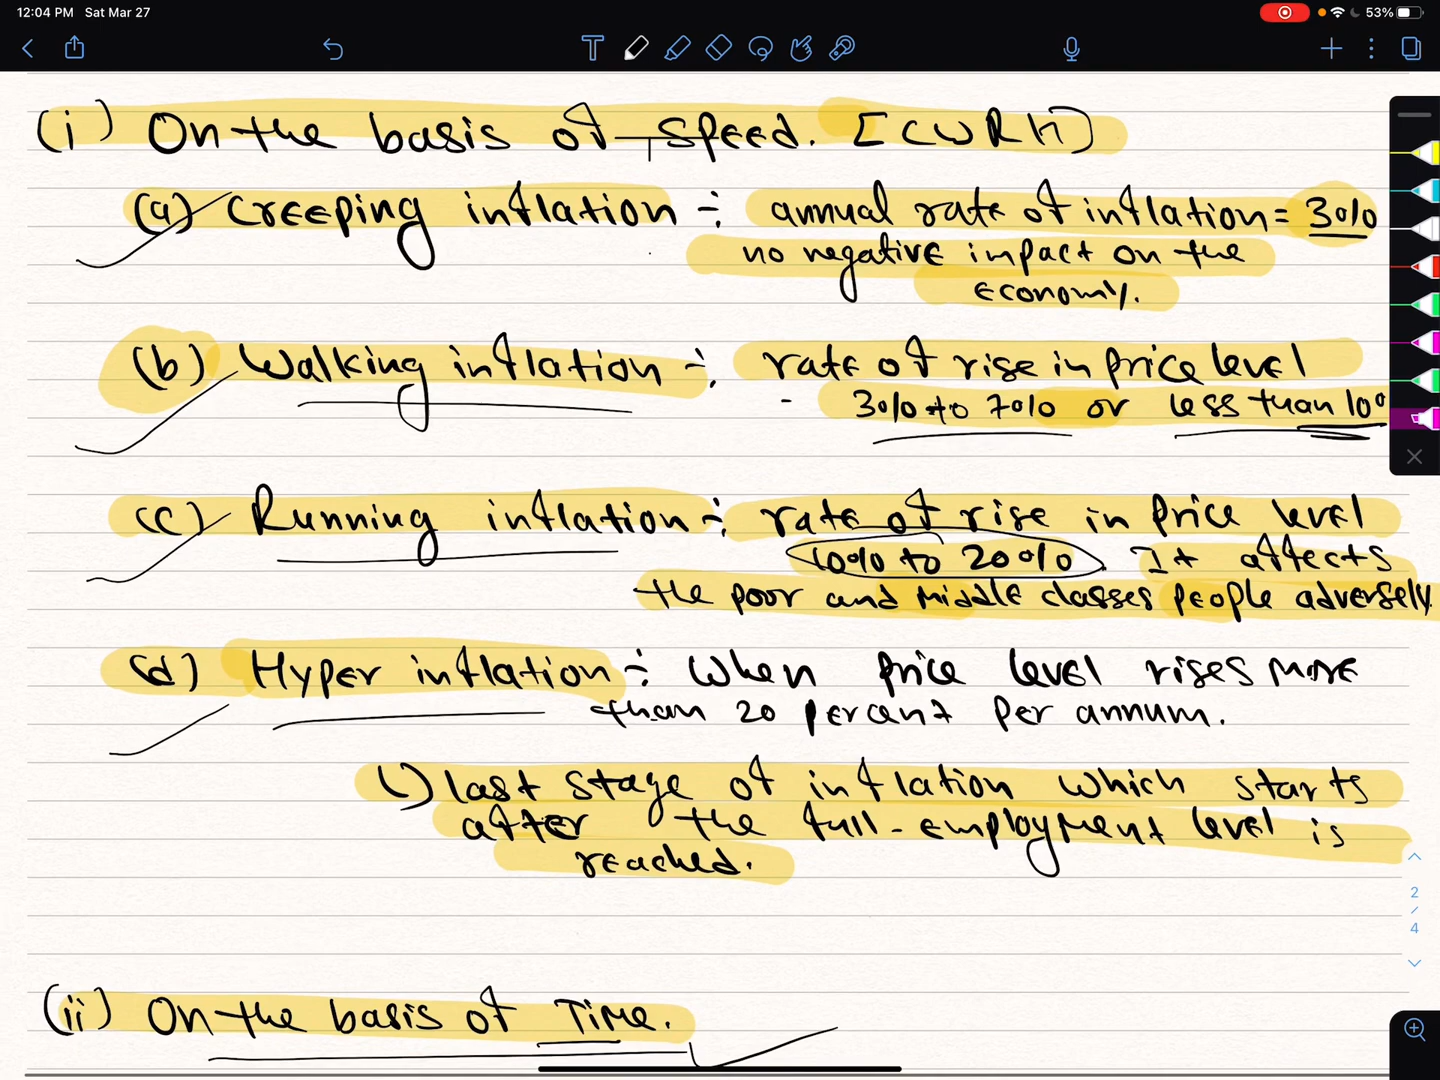 12:04 PM Sat Mar 27
53%
(i) On the basis of speed. [CWRH]
(a) Creeping inflation ÷ annual rate of inflation = 3%
no negative impact on the
economy.
(b) Walking inflation ÷ rate of rise in price level
3% to 7% or less than 10
(c) Running inflation ÷ rate of rise in price level
10% to 20%. It affects
the poor and middle classes people adversely.
(d) Hyper inflation ÷ When price level rises more
than 20 percent per annum.
last stage of inflation which starts
after the full-employment level is
reached.
2
/
4
(ii) On the basis of Time.